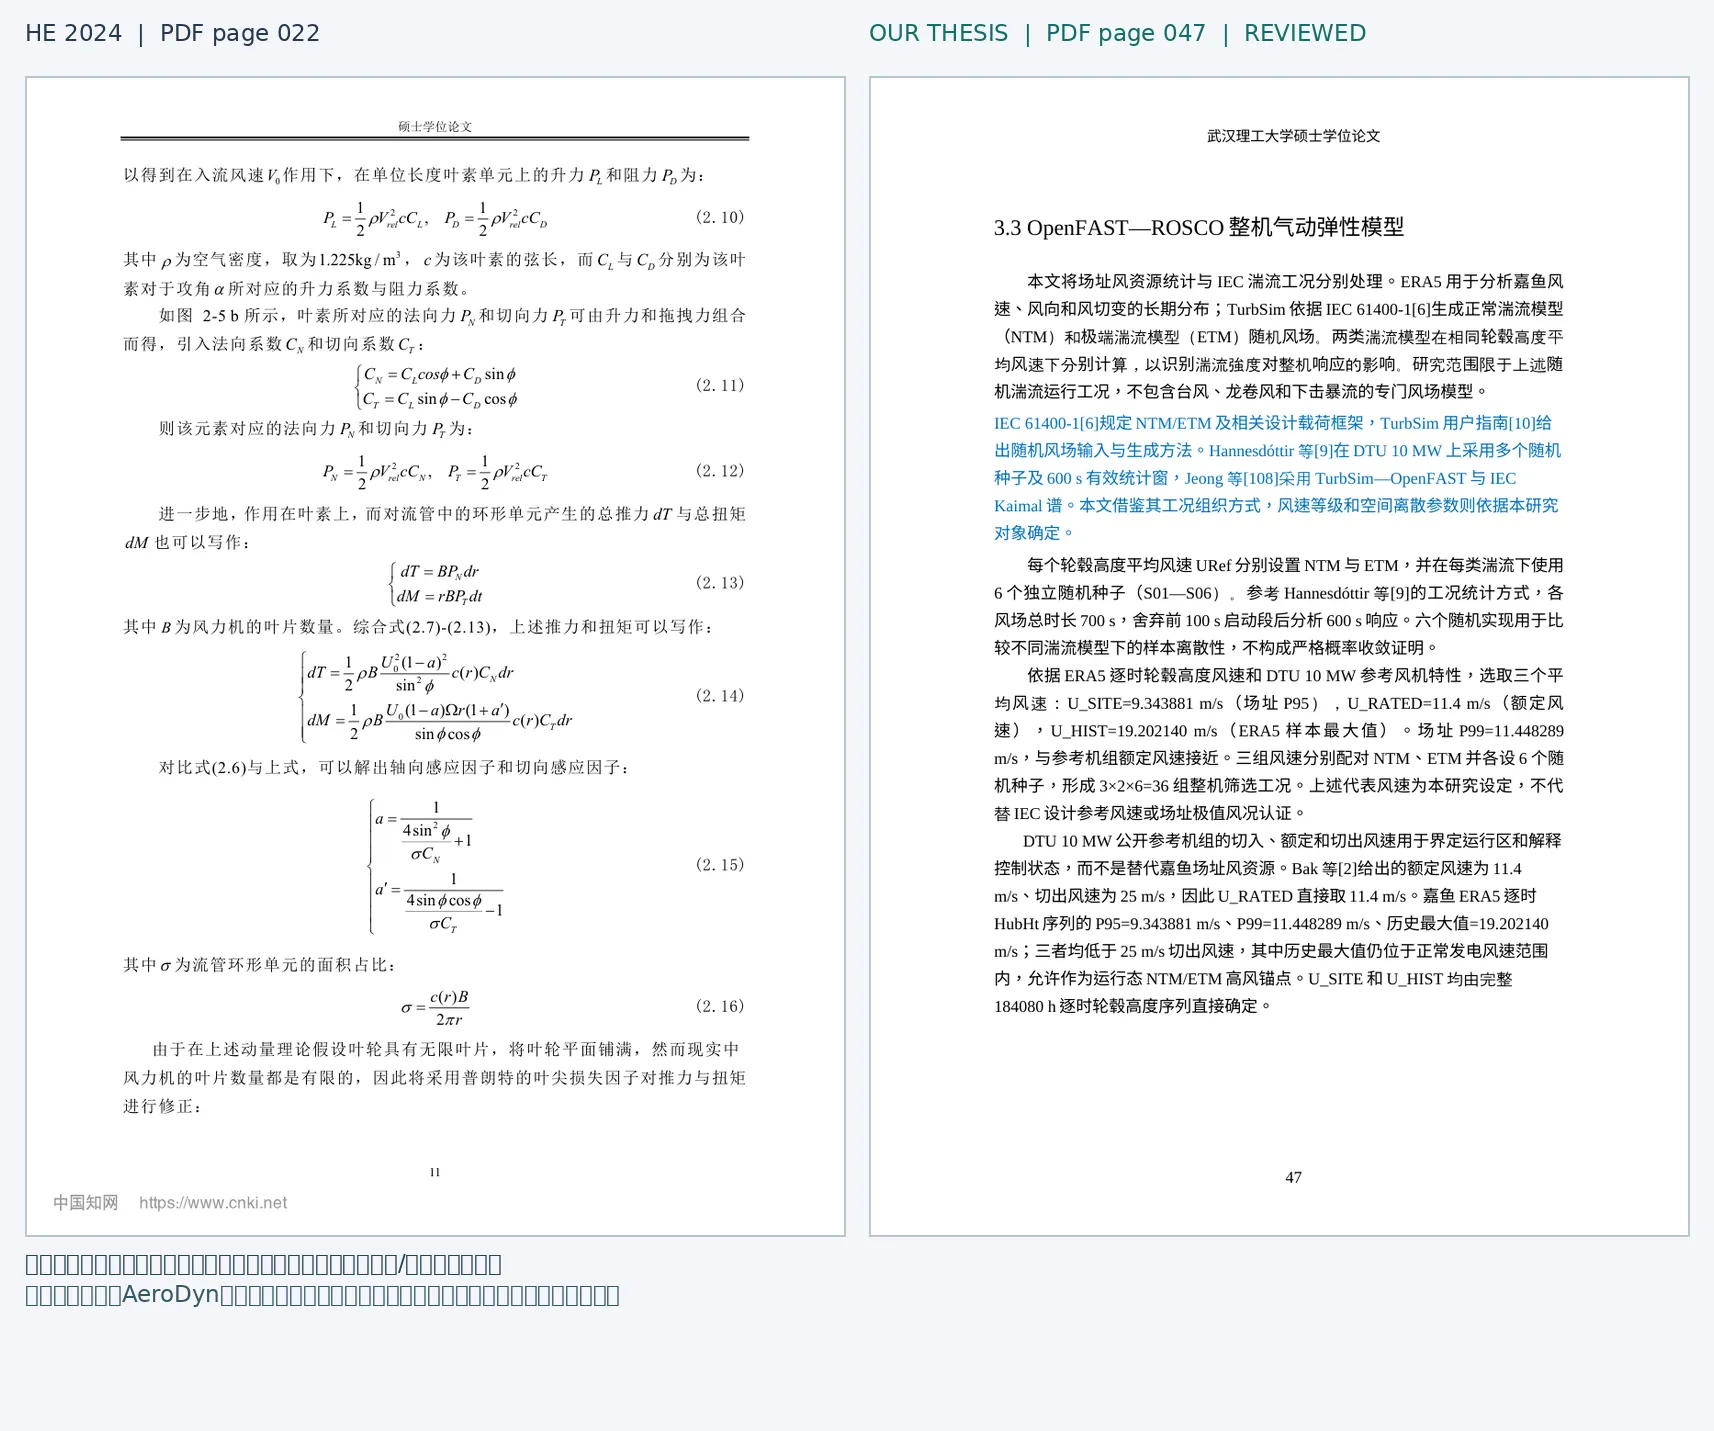 HE 2024 | PDF page 022
硕士学位论文
以得到在入流风速V₀作用下，在单位长度叶素单元上的升力 P_L 和阻力 P_D 为：
P_L = 1/2 ρV²_rel cC_L,   P_D = 1/2 ρV²_rel cC_D (2.10)
其中 ρ 为空气密度，取为1.225kg / m³，c 为该叶素的弦长，而 C_L 与 C_D 分别为该叶
素对于攻角 α 所对应的升力系数与阻力系数。
如图 2-5 b 所示，叶素所对应的法向力 P_N 和切向力 P_T 可由升力和拖拽力组合
而得，引入法向系数 C_N 和切向系数 C_T：
C_N = C_L cosϕ + C_D sinϕ
C_T = C_L sinϕ − C_D cosϕ (2.11)
则该元素对应的法向力 P_N 和切向力 P_T 为：
P_N = 1/2 ρV²_rel cC_N,   P_T = 1/2 ρV²_rel cC_T (2.12)
进一步地，作用在叶素上，而对流管中的环形单元产生的总推力 dT 与总扭矩
dM 也可以写作：
dT = BP_N dr
dM = rBP_T dt (2.13)
其中 B 为风力机的叶片数量。综合式(2.7)-(2.13)，上述推力和扭矩可以写作：
dT = 1/2 ρB U₀²(1−a)² / sin²ϕ c(r)C_N dr
dM = 1/2 ρB U₀(1−a)Ωr(1+a′) / sinϕcosϕ c(r)C_T dr (2.14)
对比式(2.6)与上式，可以解出轴向感应因子和切向感应因子：
a = 1 / (4sin²ϕ / σC_N + 1)
a′ = 1 / (4sinϕcosϕ / σC_T − 1) (2.15)
其中 σ 为流管环形单元的面积占比：
σ = c(r)B / 2πr (2.16)
由于在上述动量理论假设叶轮具有无限叶片，将叶轮平面铺满，然而现实中
风力机的叶片数量都是有限的，因此将采用普朗特的叶尖损失因子对推力与扭矩
进行修正：
11
中国知网 https://www.cnki.net
OUR THESIS | PDF page 047 | REVIEWED
武汉理工大学硕士学位论文
3.3 OpenFAST—ROSCO 整机气动弹性模型
本文将场址风资源统计与 IEC 湍流工况分别处理。ERA5 用于分析嘉鱼风
速、风向和风切变的长期分布；TurbSim 依据 IEC 61400-1[6]生成正常湍流模型
（NTM）和极端湍流模型（ETM）随机风场。两类湍流模型在相同轮毂高度平
均风速下分别计算，以识别湍流强度对整机响应的影响。研究范围限于上述随
机湍流运行工况，不包含台风、龙卷风和下击暴流的专门风场模型。
IEC 61400-1[6]规定 NTM/ETM 及相关设计载荷框架，TurbSim 用户指南[10]给
出随机风场输入与生成方法。Hannesdóttir 等[9]在 DTU 10 MW 上采用多个随机
种子及 600 s 有效统计窗，Jeong 等[108]采用 TurbSim—OpenFAST 与 IEC
Kaimal 谱。本文借鉴其工况组织方式，风速等级和空间离散参数则依据本研究
对象确定。
每个轮毂高度平均风速 URef 分别设置 NTM 与 ETM，并在每类湍流下使用
6 个独立随机种子（S01—S06）。参考 Hannesdóttir 等[9]的工况统计方式，各
风场总时长 700 s，舍弃前 100 s 启动段后分析 600 s 响应。六个随机实现用于比
较不同湍流模型下的样本离散性，不构成严格概率收敛证明。
依据 ERA5 逐时轮毂高度风速和 DTU 10 MW 参考风机特性，选取三个平
均风速：U_SITE=9.343881 m/s（场址 P95），U_RATED=11.4 m/s（额定风
速），U_HIST=19.202140 m/s（ERA5 样本最大值）。场址 P99=11.448289
m/s，与参考机组额定风速接近。三组风速分别配对 NTM、ETM 并各设 6 个随
机种子，形成 3×2×6=36 组整机筛选工况。上述代表风速为本研究设定，不代
替 IEC 设计参考风速或场址极值风况认证。
DTU 10 MW 公开参考机组的切入、额定和切出风速用于界定运行区和解释
控制状态，而不是替代嘉鱼场址风资源。Bak 等[2]给出的额定风速为 11.4
m/s、切出风速为 25 m/s，因此 U_RATED 直接取 11.4 m/s。嘉鱼 ERA5 逐时
HubHt 序列的 P95=9.343881 m/s、P99=11.448289 m/s、历史最大值=19.202140
m/s；三者均低于 25 m/s 切出风速，其中历史最大值仍位于正常发电风速范围
内，允许作为运行态 NTM/ETM 高风锚点。U_SITE 和 U_HIST 均由完整
184080 h 逐时轮毂高度序列直接确定。
47
AeroDyn